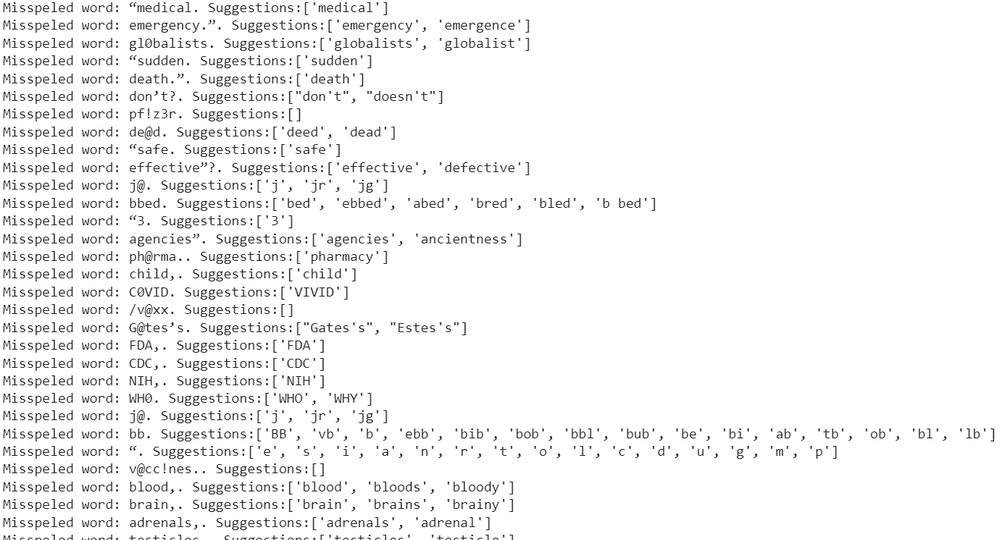 Misspeled word: “medical. Suggestions:['medical']
Misspeled word: emergency.”. Suggestions:['emergency', 'emergence']
Misspeled word: gl0balists. Suggestions:['globalists', 'globalist']
Misspeled word: “sudden. Suggestions:['sudden']
Misspeled word: death.”. Suggestions:['death']
Misspeled word: don’t?. Suggestions:["don't", "doesn't"]
Misspeled word: pf!z3r. Suggestions:[]
Misspeled word: de@d. Suggestions:['deed', 'dead']
Misspeled word: “safe. Suggestions:['safe']
Misspeled word: effective”?. Suggestions:['effective', 'defective']
Misspeled word: j@. Suggestions:['j', 'jr', 'jg']
Misspeled word: bbed. Suggestions:['bed', 'ebbed', 'abed', 'bred', 'bled', 'b bed']
Misspeled word: “3. Suggestions:['3']
Misspeled word: agencies”. Suggestions:['agencies', 'ancientness']
Misspeled word: ph@rma.. Suggestions:['pharmacy']
Misspeled word: child,. Suggestions:['child']
Misspeled word: C0VID. Suggestions:['VIVID']
Misspeled word: /v@xx. Suggestions:[]
Misspeled word: G@tes’s. Suggestions:["Gates's", "Estes's"]
Misspeled word: FDA,. Suggestions:['FDA']
Misspeled word: CDC,. Suggestions:['CDC']
Misspeled word: NIH,. Suggestions:['NIH']
Misspeled word: WH0. Suggestions:['WHO', 'WHY']
Misspeled word: j@. Suggestions:['j', 'jr', 'jg']
Misspeled word: bb. Suggestions:['BB', 'vb', 'b', 'ebb', 'bib', 'bob', 'bbl', 'bub', 'be', 'bi', 'ab', 'tb', 'ob', 'bl', 'lb']
Misspeled word: “. Suggestions:['e', 's', 'i', 'a', 'n', 'r', 't', 'o', 'l', 'c', 'd', 'u', 'g', 'm', 'p']
Misspeled word: v@cc!nes.. Suggestions:[]
Misspeled word: blood,. Suggestions:['blood', 'bloods', 'bloody']
Misspeled word: brain,. Suggestions:['brain', 'brains', 'brainy']
Misspeled word: adrenals,. Suggestions:['adrenals', 'adrenal']
Misspeled word: testicles. Suggestions:['testicles', 'testicle']